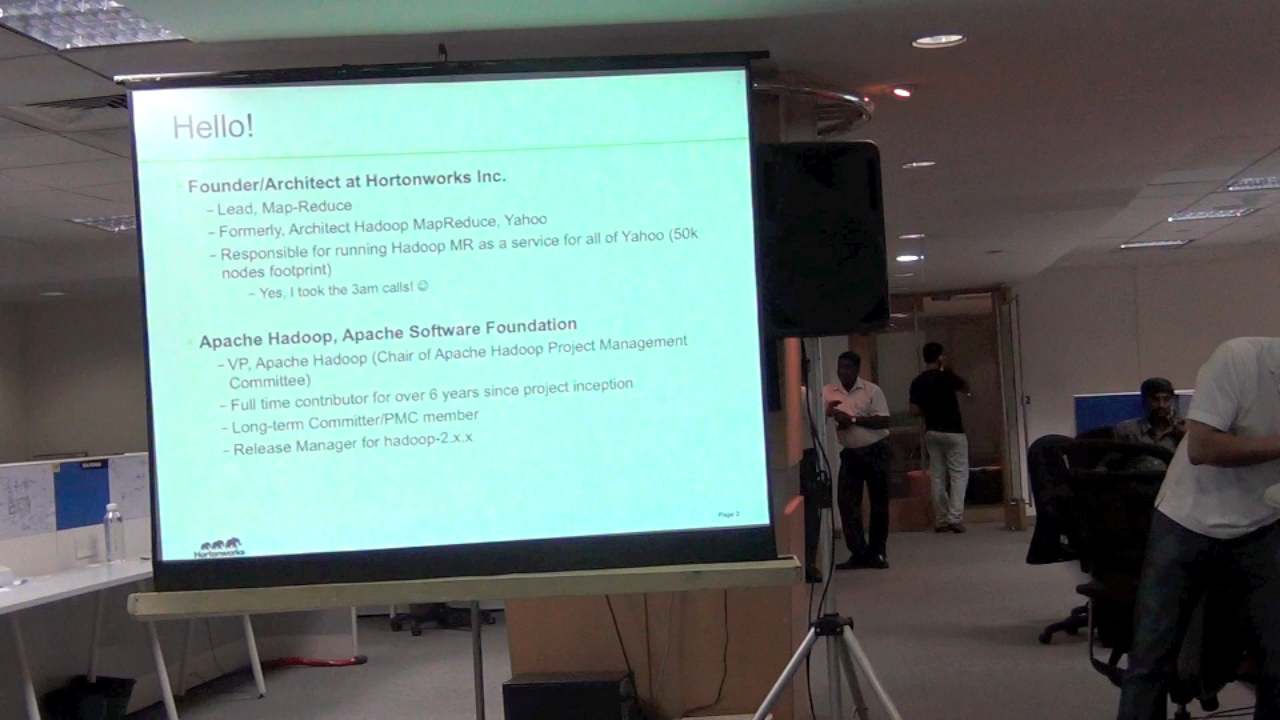 Hello!
Founder/Architect at Hortonworks Inc.
– Lead, Map-Reduce
– Formerly, Architect Hadoop MapReduce, Yahoo
– Responsible for running Hadoop MR as a service for all of Yahoo (50k
nodes footprint)
– Yes, I took the 3am calls! ☺
Apache Hadoop, Apache Software Foundation
– VP, Apache Hadoop (Chair of Apache Hadoop Project Management
Committee)
– Full time contributor for over 6 years since project inception
– Long-term Committer/PMC member
– Release Manager for hadoop-2.x.x
Page 2
Hortonworks